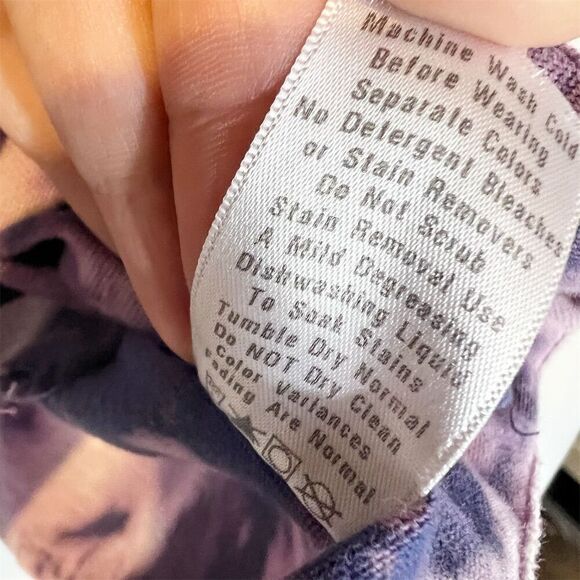 Machine Wash Cold
Before Wearing
Separate Colors
No Detergent Bleaches
or Stain Removers
Do Not Scrub
Stain Removal Use
A Mild Degreasing
Dishwashing Liquid
To Soak Stains
Tumble Dry Normal
Do NOT Dry Clean
Color Variances
Fading Are Normal